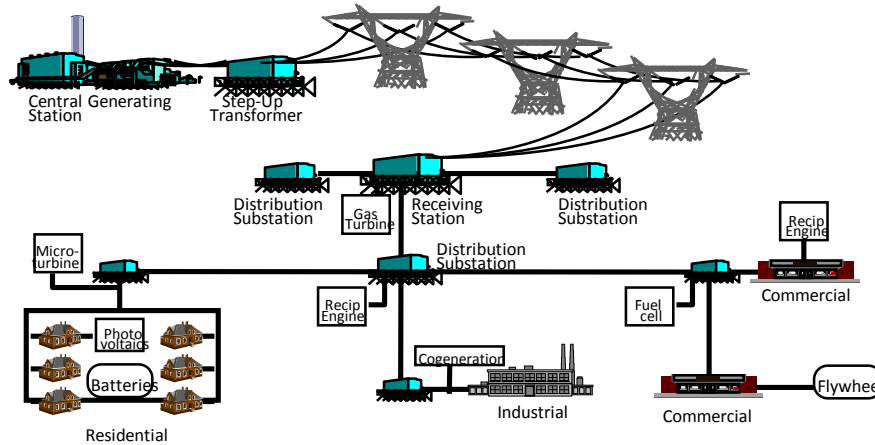 Central Generating
Station
Step-Up
Transformer
Distribution
Substation
Gas
Turbine
Receiving
Station
Distribution
Substation
Recip
Engine
Micro-
turbine
Distribution
Substation
Recip
Engine
Fuel
cell
Commercial
Photo
voltaics
Batteries
Cogeneration
Industrial
Commercial
Flywheel
Residential